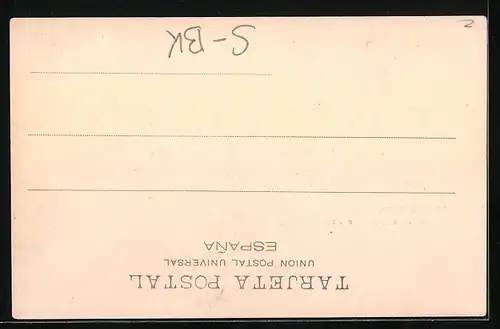 TARJETA POSTAL
UNION POSTAL UNIVERSAL
ESPAÑA
S-BK